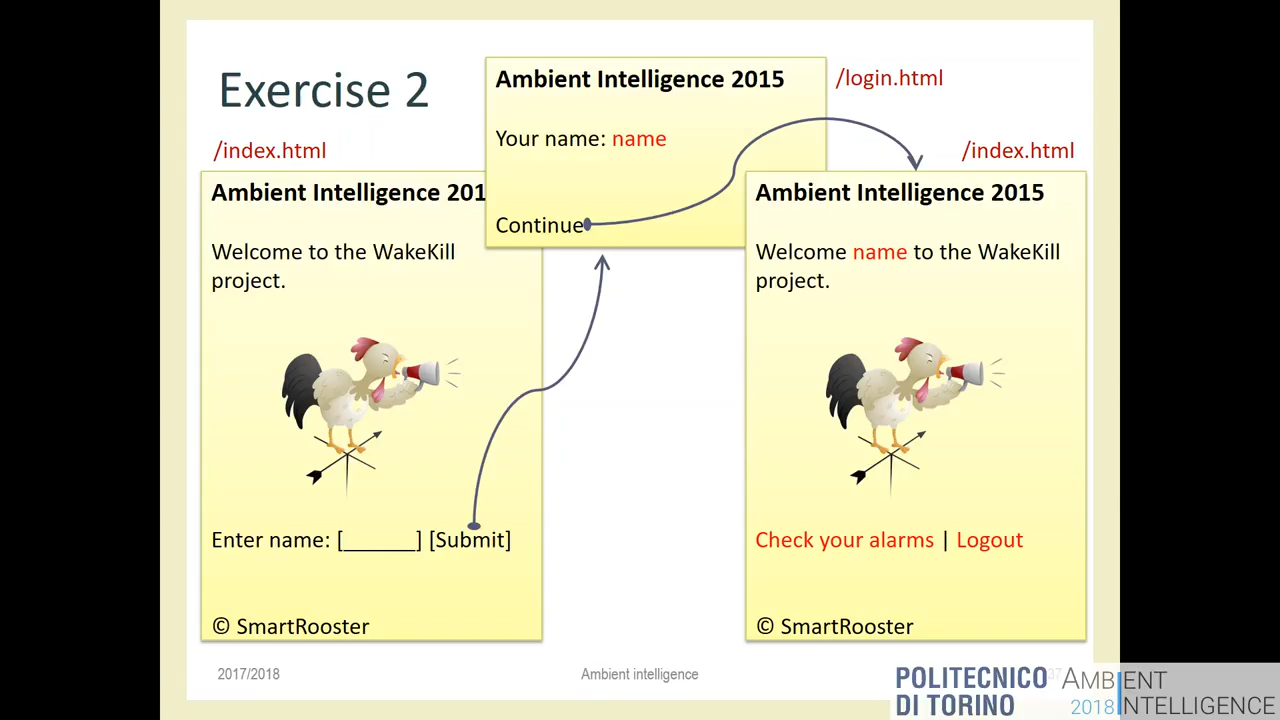 Exercise 2
/index.html
Ambient Intelligence 201
Welcome to the WakeKill
project.
Enter name: [______] [Submit]
© SmartRooster
/login.html
Ambient Intelligence 2015
Your name: name
Continue
/index.html
Ambient Intelligence 2015
Welcome name to the WakeKill
project.
Check your alarms | Logout
© SmartRooster
2017/2018
Ambient intelligence
37
POLITECNICO
DI TORINO
AMBIENT
2018 INTELLIGENCE